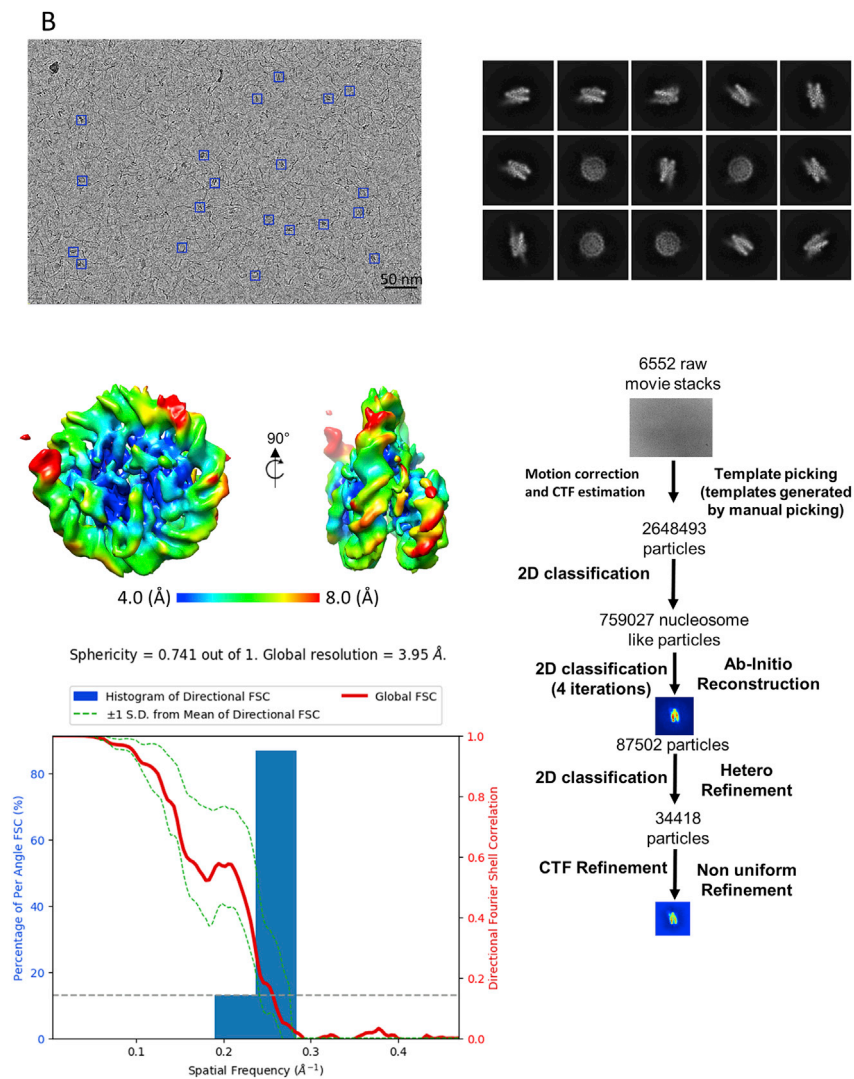 B
50 nm
6552 raw
movie stacks
Motion correction
and CTF estimation
Template picking
(templates generated
by manual picking)
2648493
particles
2D classification
759027 nucleosome
like particles
2D classification
(4 iterations)
Ab-Initio
Reconstruction
87502 particles
2D classification
Hetero
Refinement
34418
particles
CTF Refinement
Non uniform
Refinement
90°
4.0 (Å)
8.0 (Å)
Sphericity = 0.741 out of 1. Global resolution = 3.95 Å.
Histogram of Directional FSC
Global FSC
±1 S.D. from Mean of Directional FSC
Percentage of Per Angle FSC (%)
80
60
40
20
0
1.0
0.8
0.6
0.4
0.2
0.0
Directional Fourier Shell Correlation
0.1
0.2
0.3
0.4
Spatial Frequency (Å⁻¹)